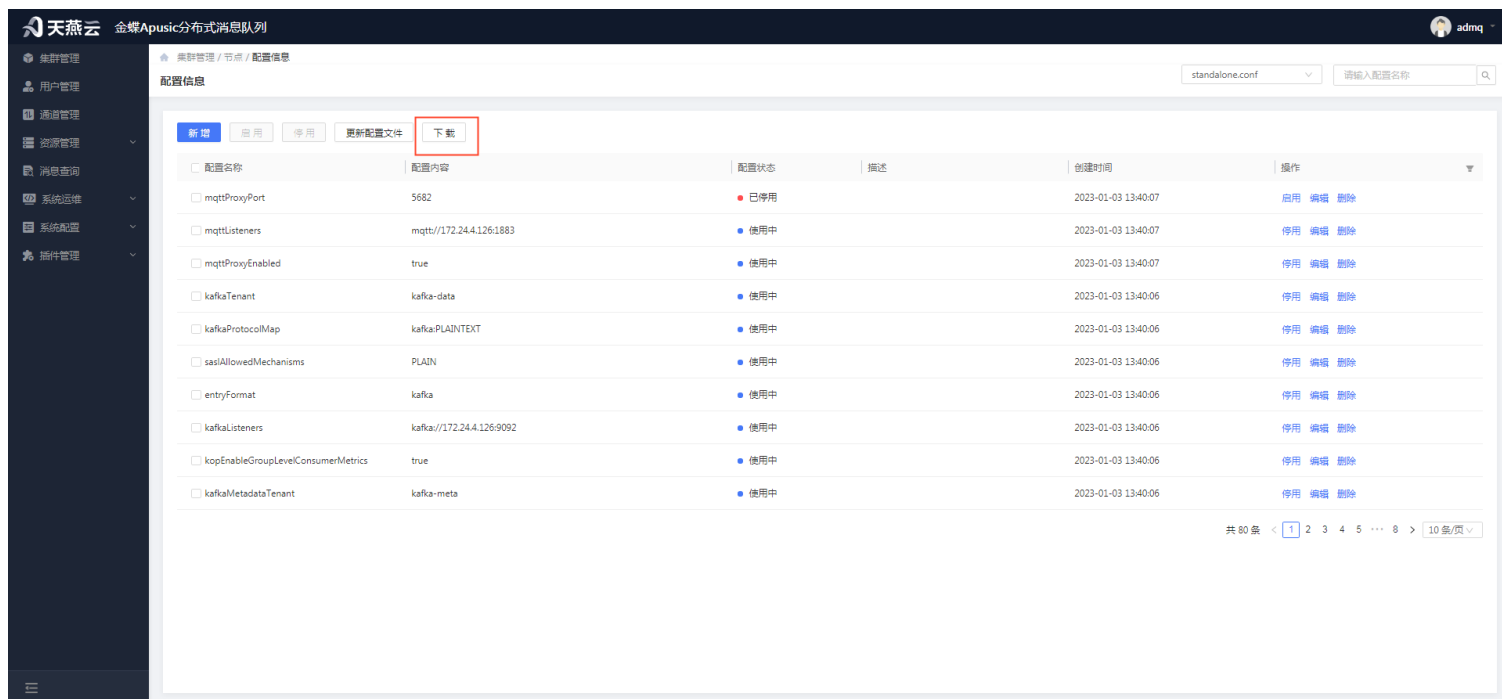 天燕云 金蝶Apusic分布式消息队列 admq
集群管理
用户管理
通道管理
资源管理
消息查询
系统运维
系统配置
插件管理
集群管理 / 节点 / 配置信息
配置信息 standalone.conf 请输入配置名称
新增 启用 停用 更新配置文件 下载
配置名称 配置内容 配置状态 描述 创建时间 操作
mqttProxyPort 5682 已停用 2023-01-03 13:40:07 启用 编辑 删除
mqttListeners mqtt://172.24.4.126:1883 使用中 2023-01-03 13:40:07 停用 编辑 删除
mqttProxyEnabled true 使用中 2023-01-03 13:40:07 停用 编辑 删除
kafkaTenant kafka-data 使用中 2023-01-03 13:40:06 停用 编辑 删除
kafkaProtocolMap kafka:PLAINTEXT 使用中 2023-01-03 13:40:06 停用 编辑 删除
saslAllowedMechanisms PLAIN 使用中 2023-01-03 13:40:06 停用 编辑 删除
entryFormat kafka 使用中 2023-01-03 13:40:06 停用 编辑 删除
kafkaListeners kafka://172.24.4.126:9092 使用中 2023-01-03 13:40:06 停用 编辑 删除
kopEnableGroupLevelConsumerMetrics true 使用中 2023-01-03 13:40:06 停用 编辑 删除
kafkaMetadataTenant kafka-meta 使用中 2023-01-03 13:40:06 停用 编辑 删除
共 80 条 < 1 2 3 4 5 ··· 8 > 10 条/页